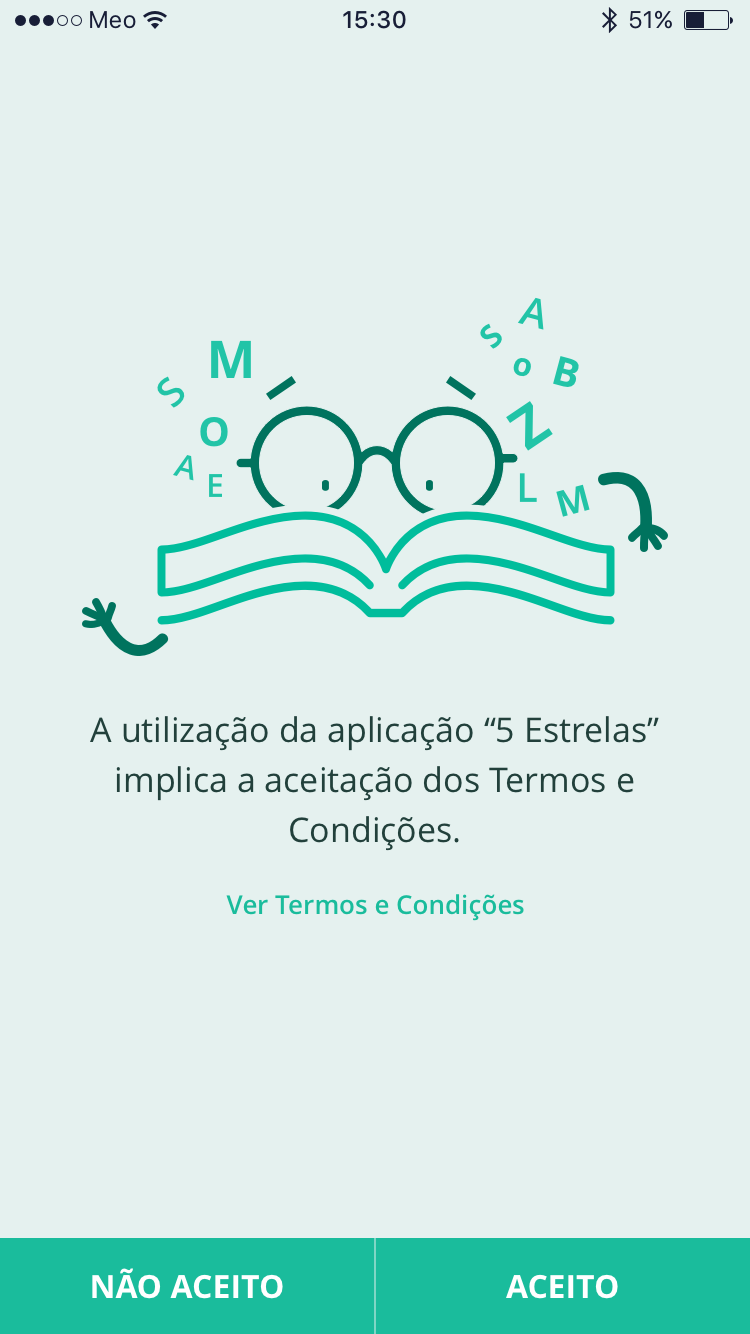 Meo 15:30 51%
A
S
M
o
B
S
Z
O
A
E
L
M
A utilização da aplicação “5 Estrelas”
implica a aceitação dos Termos e
Condições.
Ver Termos e Condições
NÃO ACEITO ACEITO